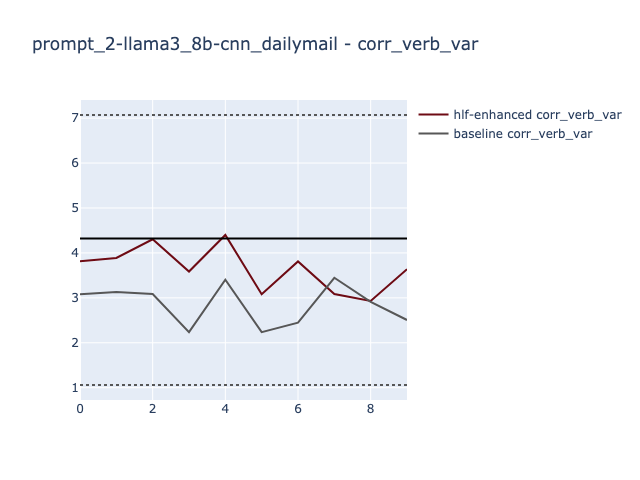 prompt_2-llama3_8b-cnn_dailymail - corr_verb_var
hlf-enhanced corr_verb_var
baseline corr_verb_var
7
6
5
4
3
2
1
0 2 4 6 8